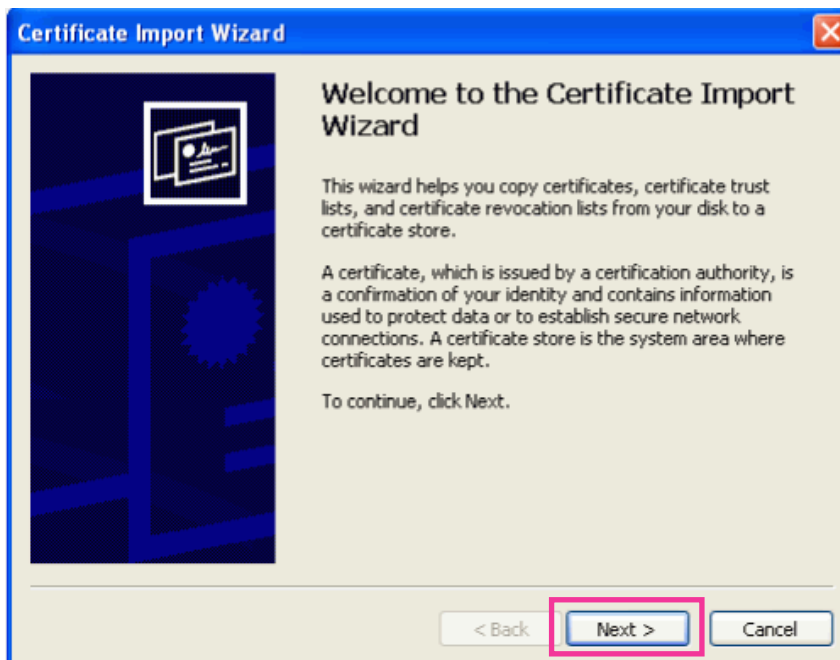 Certificate Import Wizard
Welcome to the Certificate Import
Wizard
This wizard helps you copy certificates, certificate trust
lists, and certificate revocation lists from your disk to a
certificate store.
A certificate, which is issued by a certification authority, is
a confirmation of your identity and contains information
used to protect data or to establish secure network
connections. A certificate store is the system area where
certificates are kept.
To continue, click Next.
< Back
Next >
Cancel